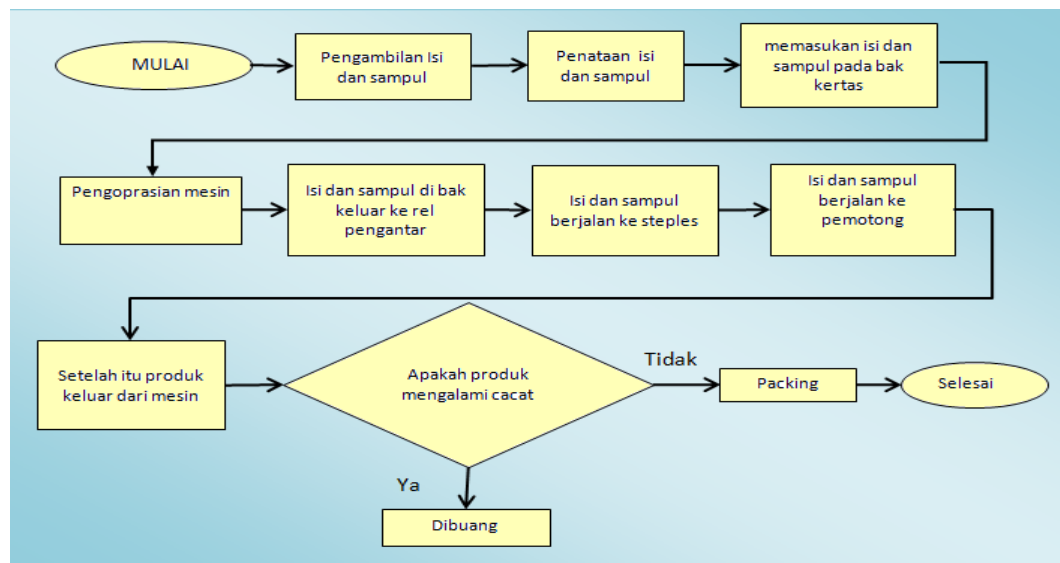 MULAI
Pengambilan Isi
dan sampul
Penataan isi
dan sampul
memasukan isi dan
sampul pada bak
kertas
Pengoprasian mesin
Isi dan sampul di bak
keluar ke rel
pengantar
Isi dan sampul
berjalan ke steples
Isi dan sampul
berjalan ke
pemotong
Setelah itu produk
keluar dari mesin
Apakah produk
mengalami cacat
Tidak
Packing
Selesai
Ya
Dibuang